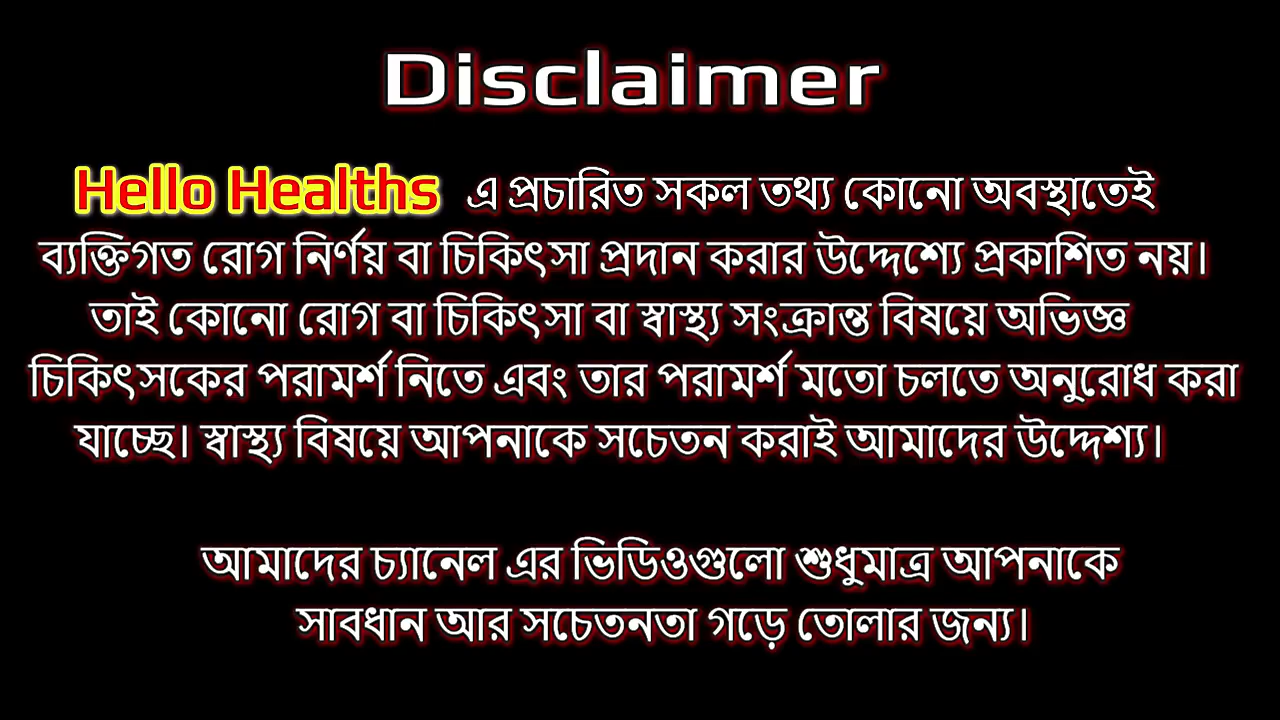 Disclaimer
Hello Healths এ প্রচারিত সকল তথ্য কোনো অবস্থাতেই
ব্যক্তিগত রোগ নির্ণয় বা চিকিৎসা প্রদান করার উদ্দেশ্যে প্রকাশিত নয়।
তাই কোনো রোগ বা চিকিৎসা বা স্বাস্থ্য সংক্রান্ত বিষয়ে অভিজ্ঞ
চিকিৎসকের পরামর্শ নিতে এবং তার পরামর্শ মতো চলতে অনুরোধ করা
যাচ্ছে। স্বাস্থ্য বিষয়ে আপনাকে সচেতন করাই আমাদের উদ্দেশ্য।
আমাদের চ্যানেল এর ভিডিওগুলো শুধুমাত্র আপনাকে
সাবধান আর সচেতনতা গড়ে তোলার জন্য।